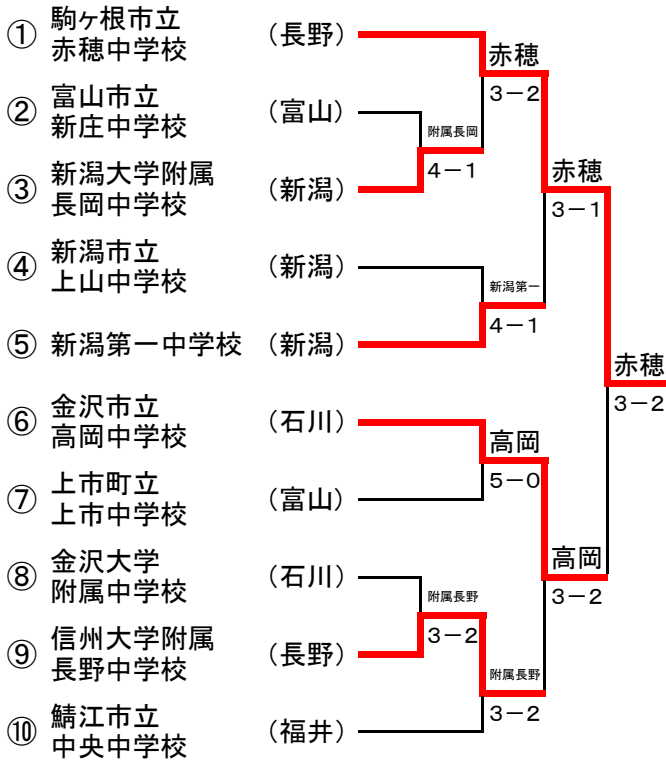 ① 駒ヶ根市立
赤穂中学校
（長野）
② 富山市立
新庄中学校
（富山）
③ 新潟大学附属
長岡中学校
（新潟）
④ 新潟市立
上山中学校
（新潟）
⑤ 新潟第一中学校
（新潟）
⑥ 金沢市立
高岡中学校
（石川）
⑦ 上市町立
上市中学校
（富山）
⑧ 金沢大学
附属中学校
（石川）
⑨ 信州大学附属
長野中学校
（長野）
⑩ 鯖江市立
中央中学校
（福井）
附属長岡
4－1
附属長野
3－2
赤穂
3－2
新潟第一
4－1
高岡
5－0
附属長野
3－2
赤穂
3－1
高岡
3－2
赤穂
3－2